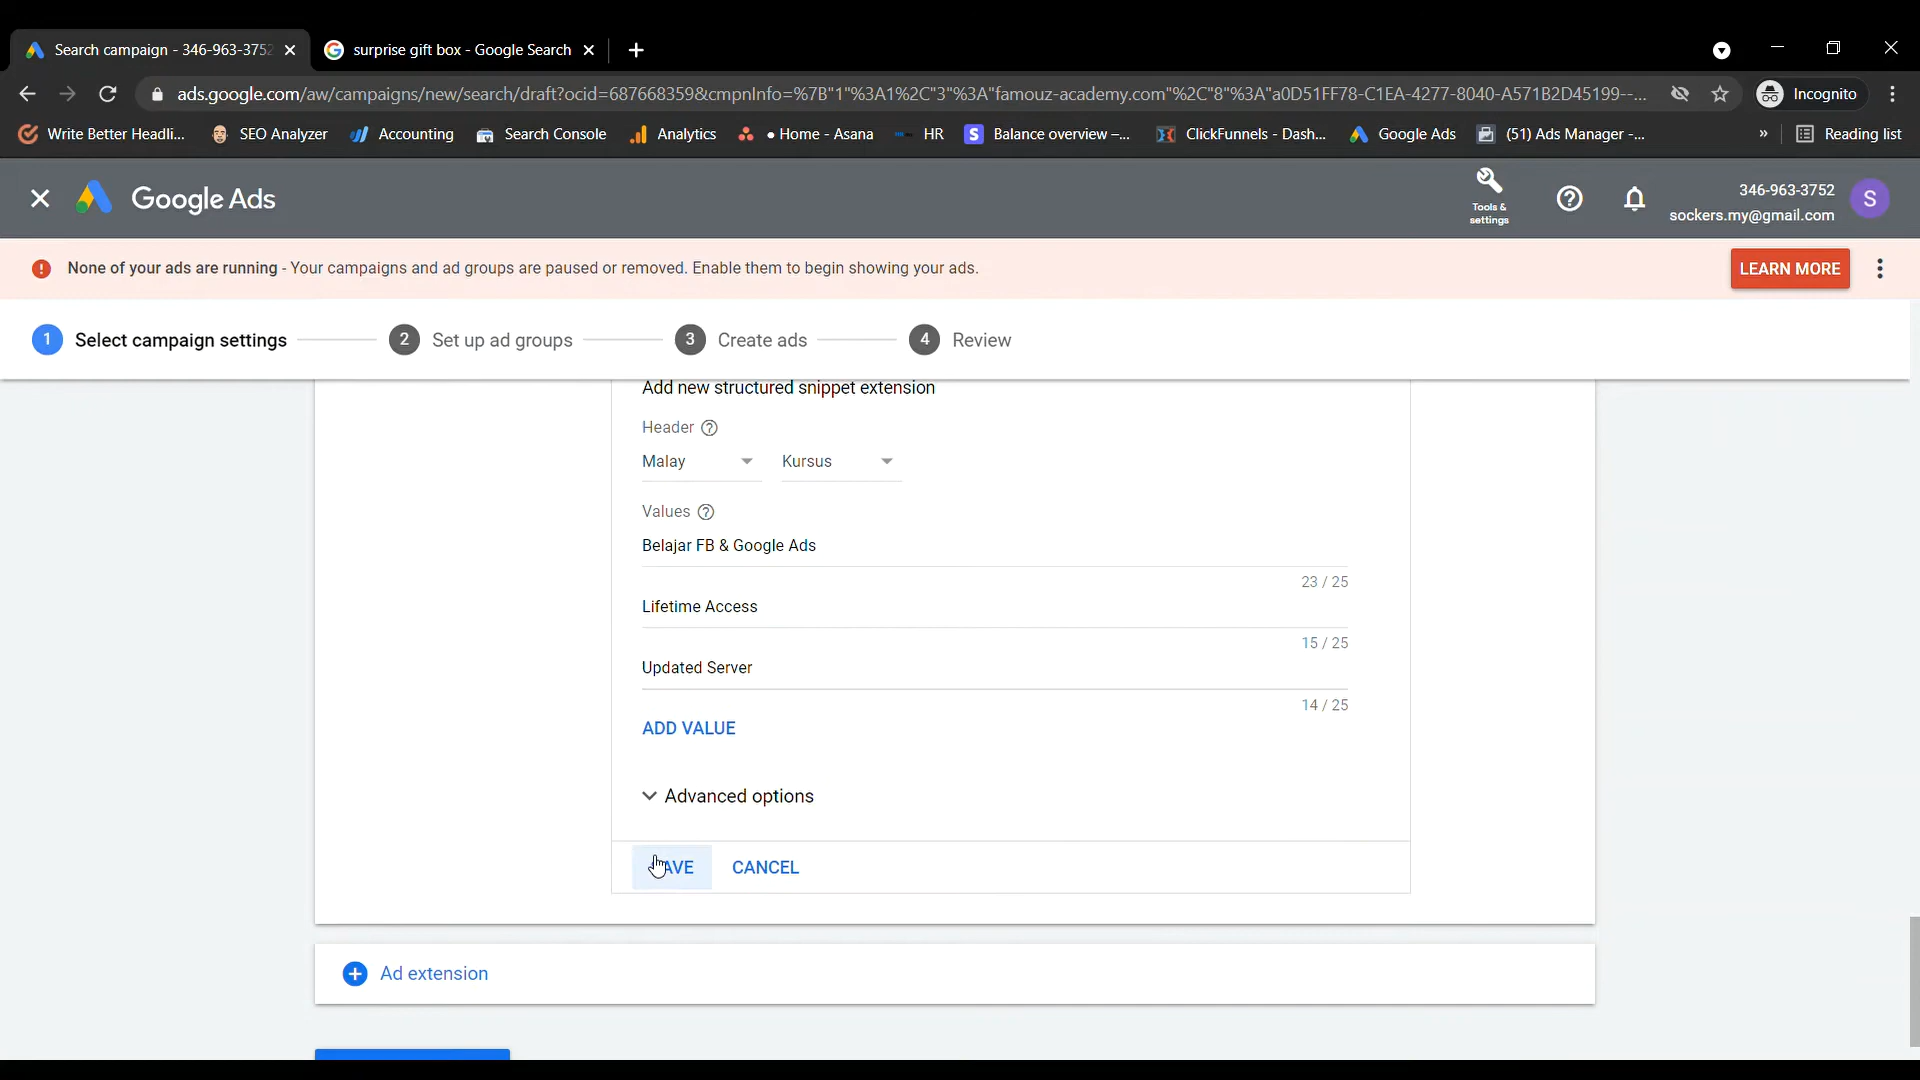 Search campaign - 346-963-3752
surprise gift box - Google Search
ads.google.com/aw/campaigns/new/search/draft?ocid=687668359&cmpnInfo=%7B"1"%3A1%2C"3"%3A"famouz-academy.com"%2C"8"%3A"a0D51FF78-C1EA-4277-8040-A571B2D45199--...
Incognito
Write Better Headli...
SEO Analyzer
Accounting
Search Console
Analytics
• Home - Asana
HR
Balance overview –...
ClickFunnels - Dash...
Google Ads
(51) Ads Manager -...
»
Reading list
Google Ads
Tools &
settings
346-963-3752
sockers.my@gmail.com
S
None of your ads are running - Your campaigns and ad groups are paused or removed. Enable them to begin showing your ads.
LEARN MORE
1 Select campaign settings
2 Set up ad groups
3 Create ads
4 Review
Add new structured snippet extension
Header
Malay
Kursus
Values
Belajar FB & Google Ads
23 / 25
Lifetime Access
15 / 25
Updated Server
14 / 25
ADD VALUE
Advanced options
CANCEL
Ad extension